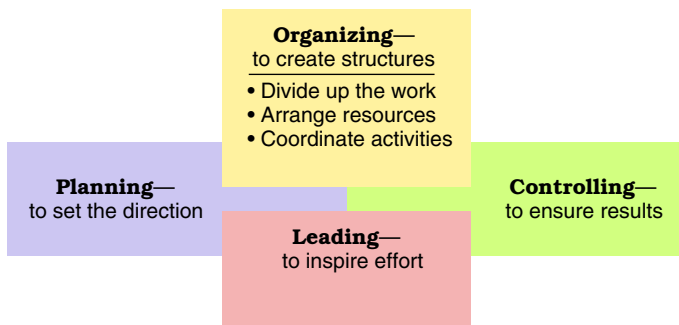 Organizing—
to create structures
• Divide up the work
• Arrange resources
• Coordinate activities
Planning—
to set the direction
Controlling—
to ensure results
Leading—
to inspire effort